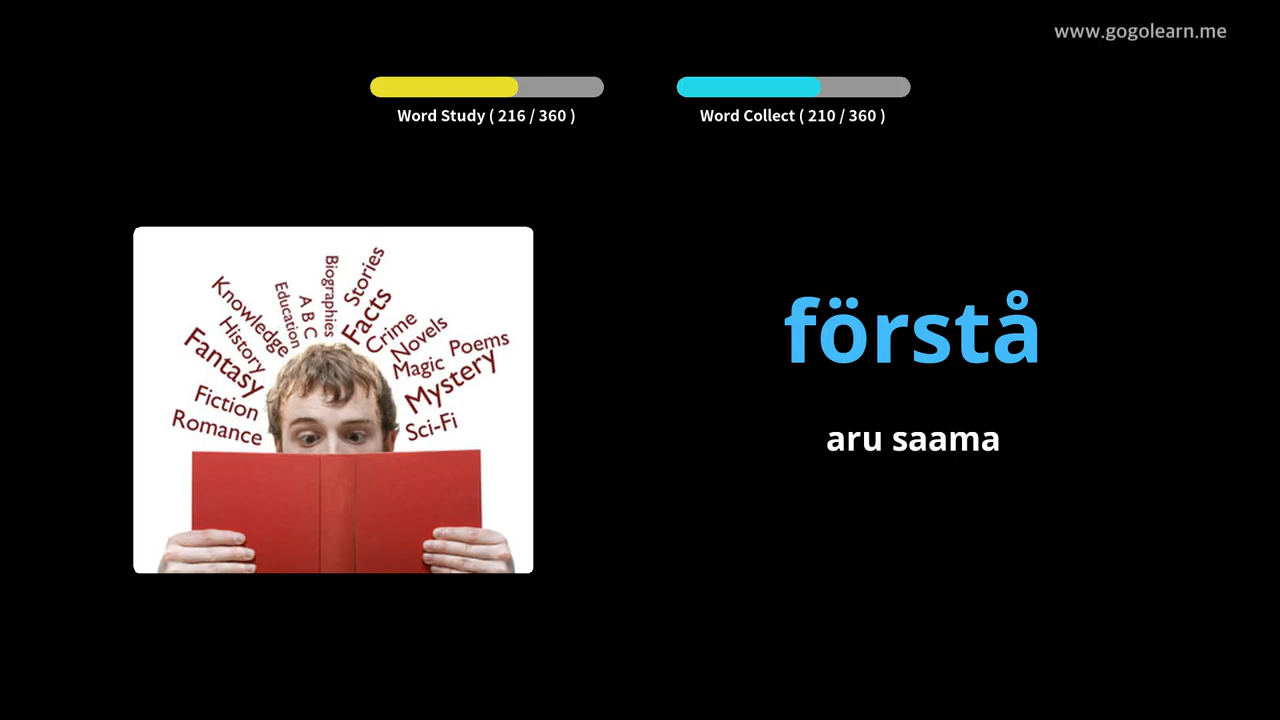 www.gogolearn.me
Word Study ( 216 / 360 )
Word Collect ( 210 / 360 )
Biographies
Stories
Education
A B C
Facts
Knowledge
History
Crime
Novels
Fantasy
Magic
Poems
Mystery
Fiction
Romance
Sci-Fi
förstå
aru saama